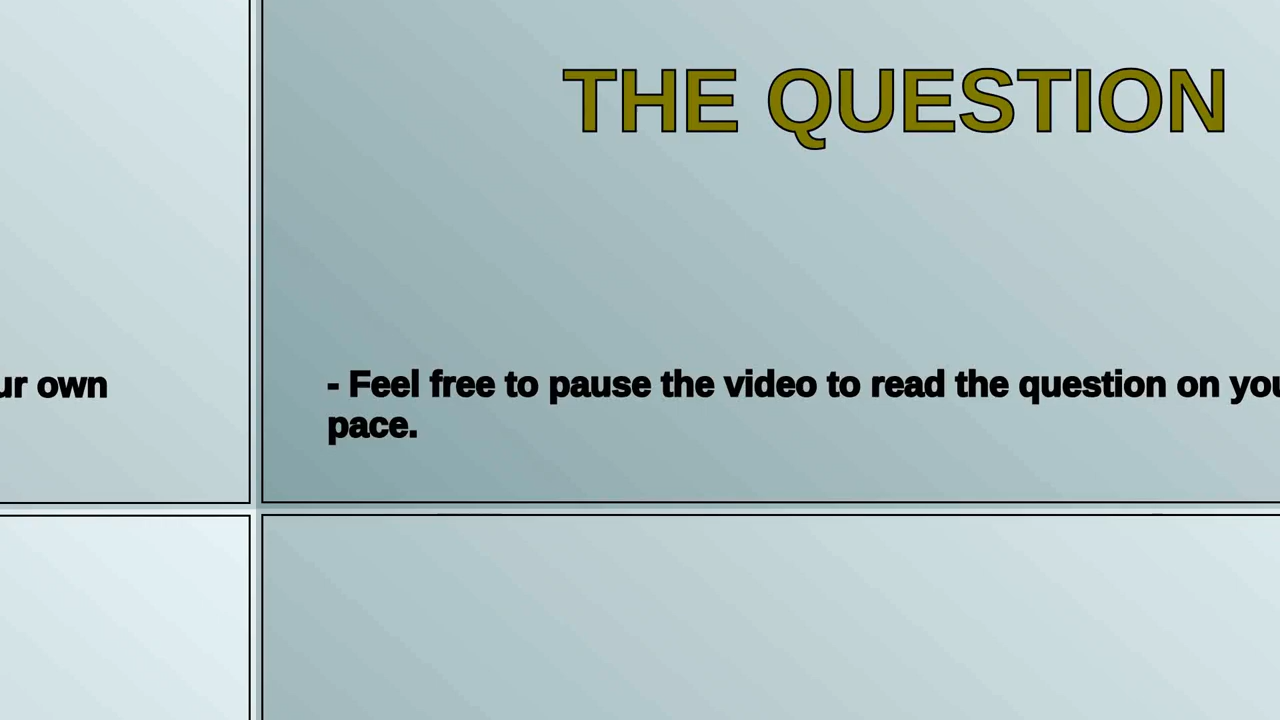 THE QUESTION
ur own
- Feel free to pause the video to read the question on you
pace.